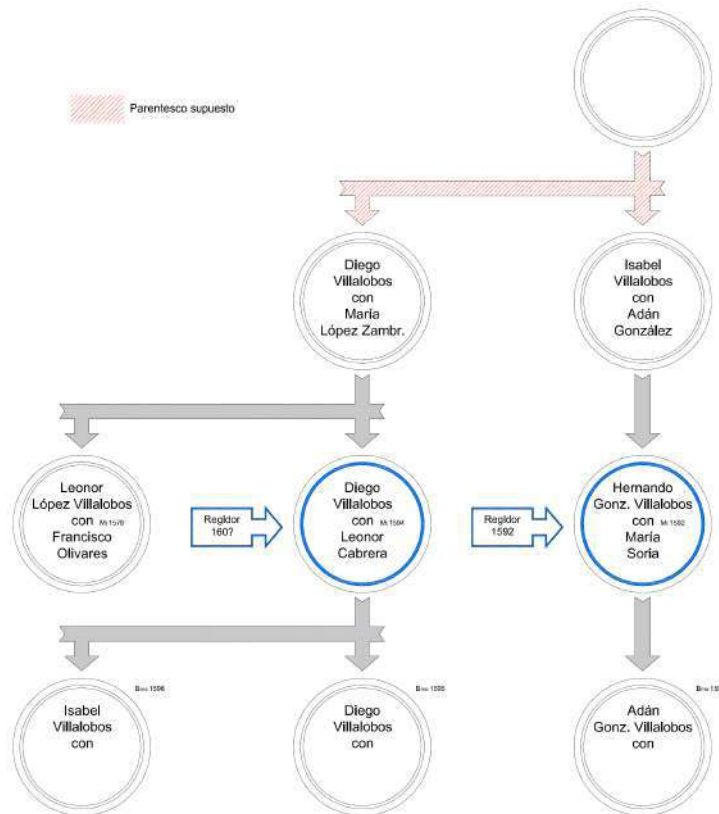 Parentesco supuesto
Diego
Villalobos
con
María
López Zambr.
Isabel
Villalobos
con
Adán
González
Leonor
López Villalobos
con
Francisco
Olivares
Regidor
160?
Diego
Villalobos
con
Leonor
Cabrera
Regidor
1592
Hernando
Gonz. Villalobos
con
María
Soria
Isabel
Villalobos
con
Diego
Villalobos
con
Adán
Gonz. Villalobos
con